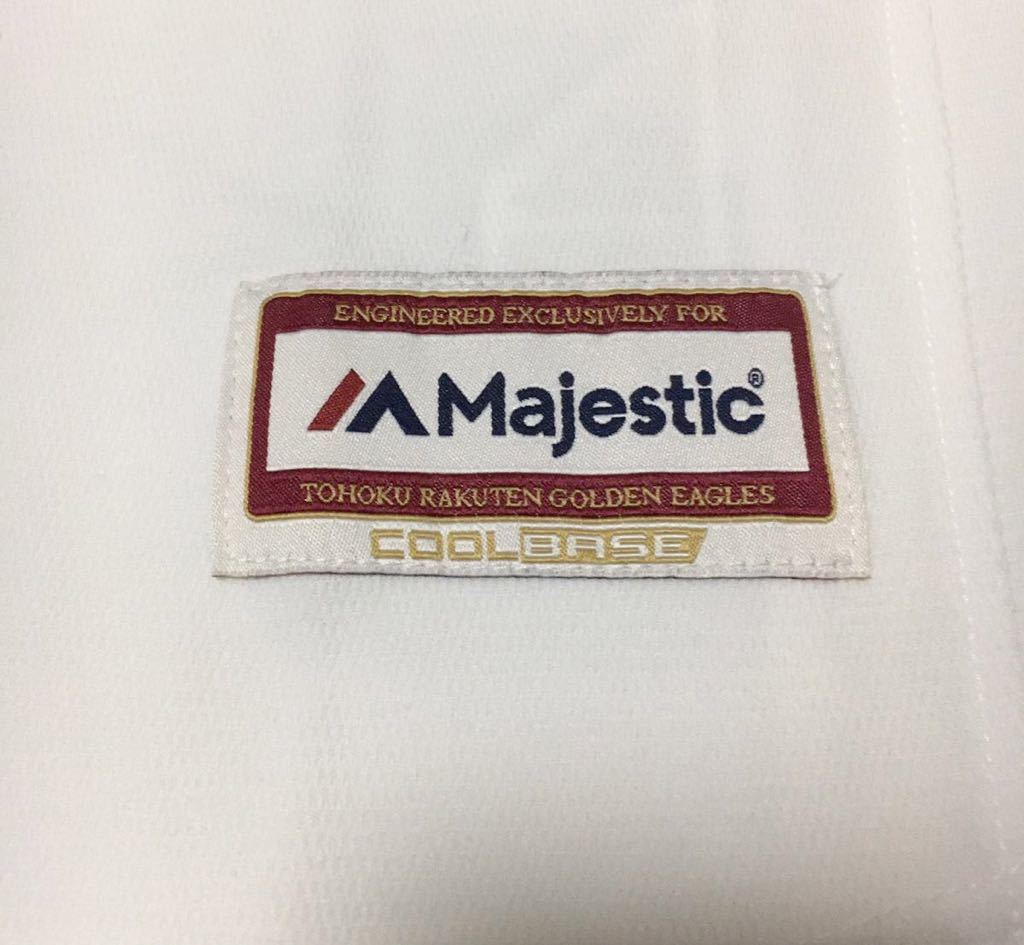 ENGINEERED EXCLUSIVELY FOR
Majestic®
TOHOKU RAKUTEN GOLDEN EAGLES
COOLBASE